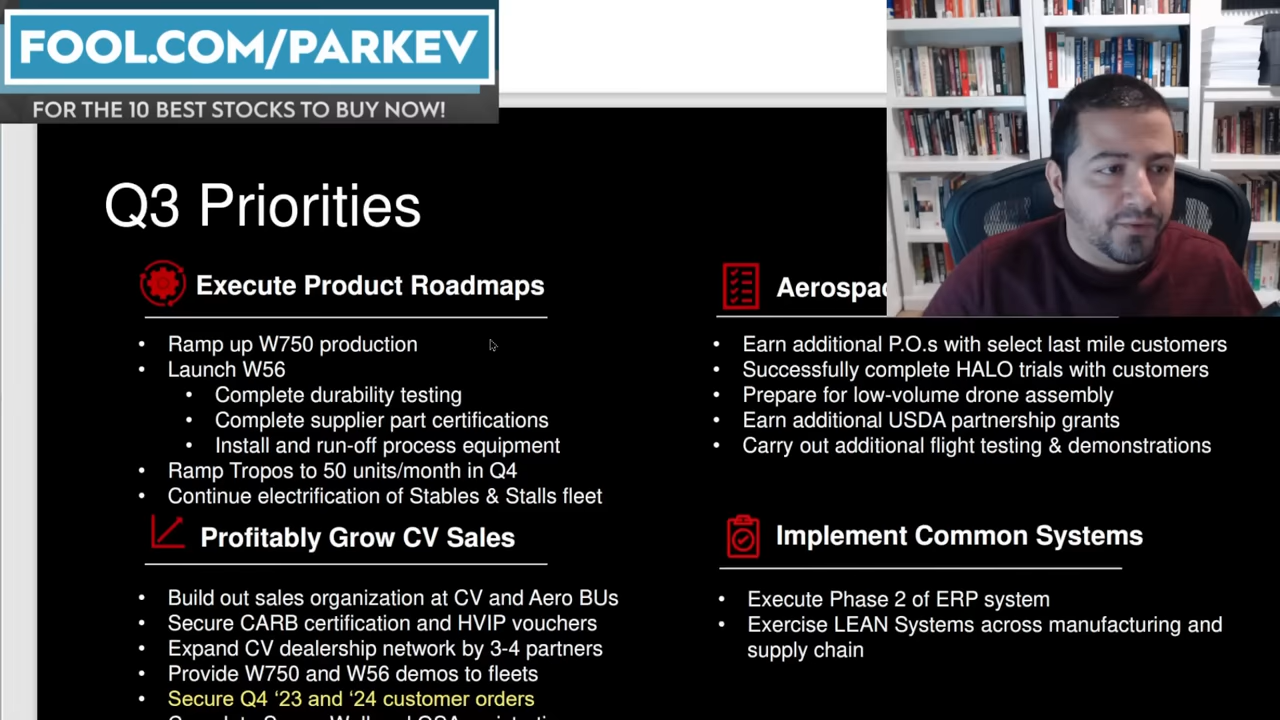 FOOL.COM/PARKEV
FOR THE 10 BEST STOCKS TO BUY NOW!
Q3 Priorities
Execute Product Roadmaps
• Ramp up W750 production
• Launch W56
• Complete durability testing
• Complete supplier part certifications
• Install and run-off process equipment
• Ramp Tropos to 50 units/month in Q4
• Continue electrification of Stables & Stalls fleet
Profitably Grow CV Sales
• Build out sales organization at CV and Aero BUs
• Secure CARB certification and HVIP vouchers
• Expand CV dealership network by 3-4 partners
• Provide W750 and W56 demos to fleets
• Secure Q4 ‘23 and ‘24 customer orders
• Earn additional P.O.s with select last mile customers
• Successfully complete HALO trials with customers
• Prepare for low-volume drone assembly
• Earn additional USDA partnership grants
• Carry out additional flight testing & demonstrations
Implement Common Systems
• Execute Phase 2 of ERP system
• Exercise LEAN Systems across manufacturing and
supply chain